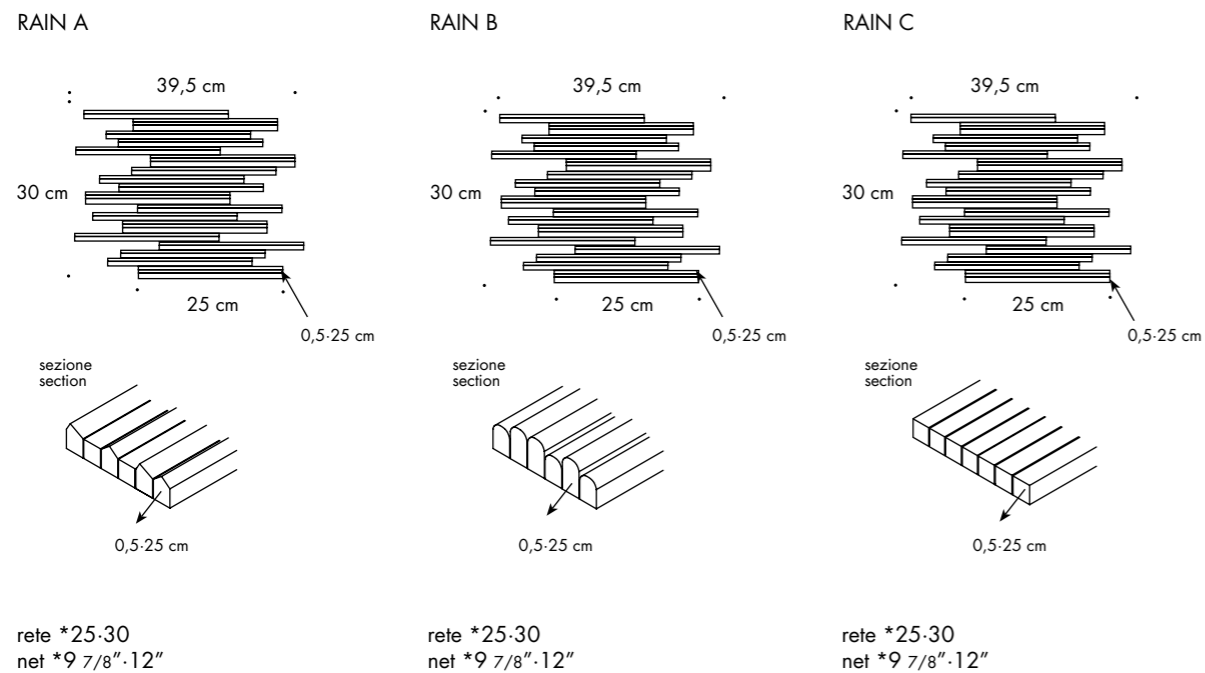 RAIN A
39,5 cm
30 cm
25 cm
0,5·25 cm
sezione
section
0,5·25 cm
rete *25·30
net *9 7/8”·12”
RAIN B
39,5 cm
30 cm
25 cm
0,5·25 cm
sezione
section
0,5·25 cm
rete *25·30
net *9 7/8”·12”
RAIN C
39,5 cm
30 cm
25 cm
0,5·25 cm
sezione
section
0,5·25 cm
rete *25·30
net *9 7/8”·12”